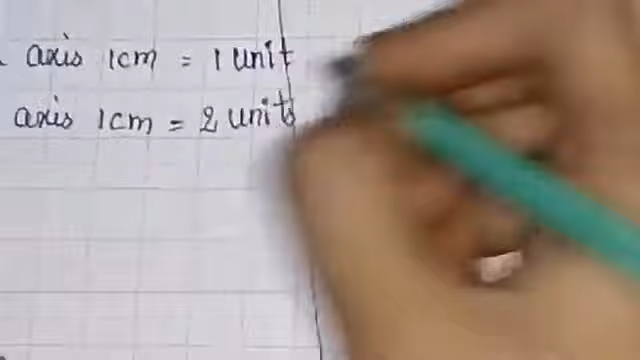 axis 1cm = 1 unit
axis 1cm = 2 units